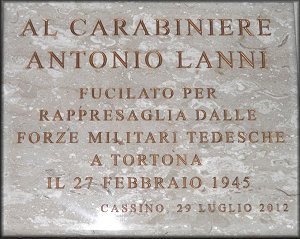 AL CARABINIERE
ANTONIO LANNI
FUCILATO PER
RAPPRESAGLIA DALLE
FORZE MILITARI TEDESCHE
A TORTONA
IL 27 FEBBRAIO 1945
CASSINO, 29 LUGLIO 2012